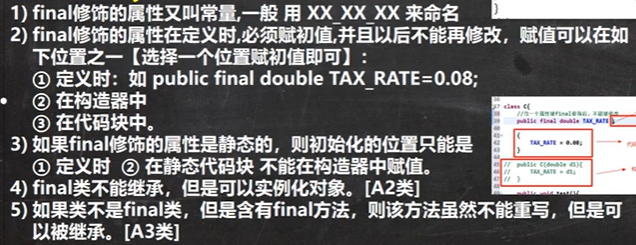 }
1) final修饰的属性又叫常量,一般 用 XX_XX_XX 来命名
2) final修饰的属性在定义时,必须赋初值,并且以后不能再修改，赋值可以在如
下位置之一【选择一个位置赋初值即可】:
① 定义时：如 public final double TAX_RATE=0.08;
② 在构造器中
③ 在代码块中。
3) 如果final修饰的属性是静态的，则初始化的位置只能是
① 定义时 ② 在静态代码块 不能在构造器中赋值。
4) final类不能继承，但是可以实例化对象。[A2类]
5) 如果类不是final类，但是含有final方法，则该方法虽然不能重写，但是可
以被继承。[A3类]
class C{
public final double TAX_RATE
{
TAX_RATE = 0.08;
}
// public C(double d1){
// TAX_RATE = d1;
// }